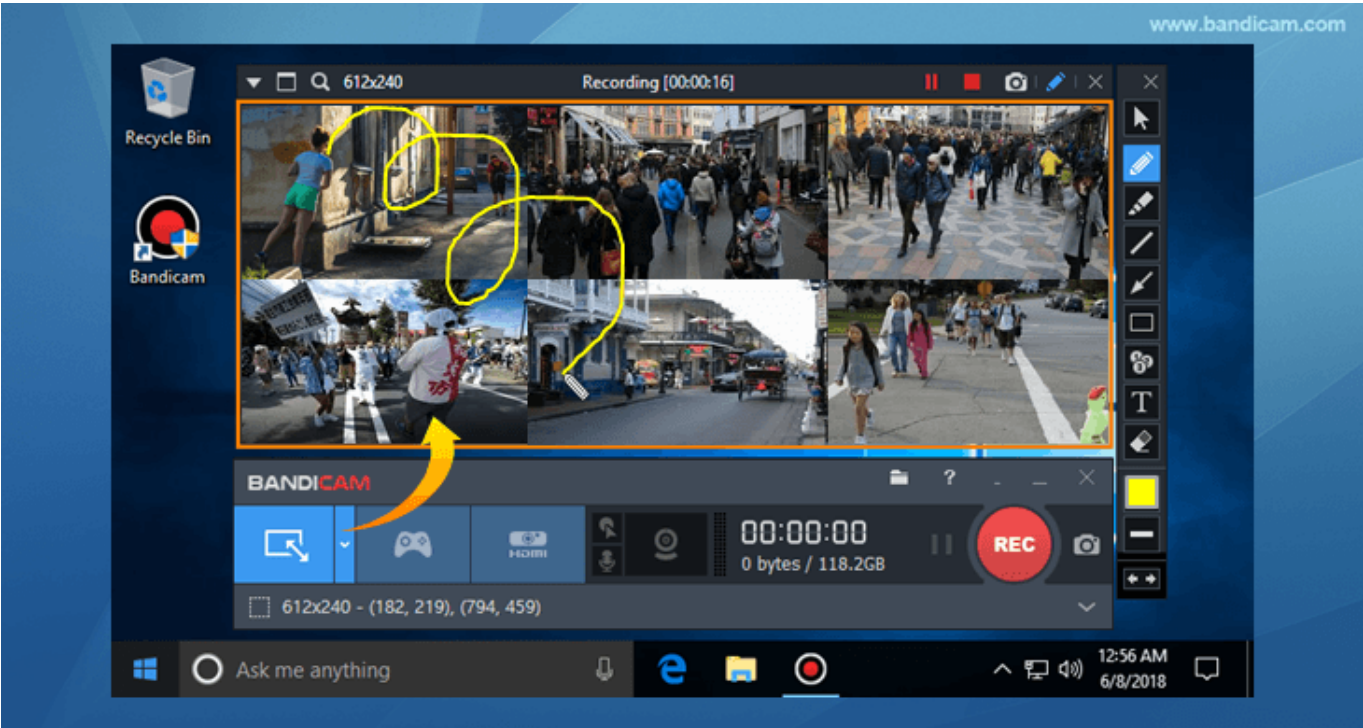 www.bandicam.com
612x240
Recording [00:00:16]
Recycle Bin
Bandicam
T
BANDICAM
?
HDMI
00:00:00
0 bytes / 118.2GB
REC
612x240 - (182, 219), (794, 459)
Ask me anything
12:56 AM
6/8/2018